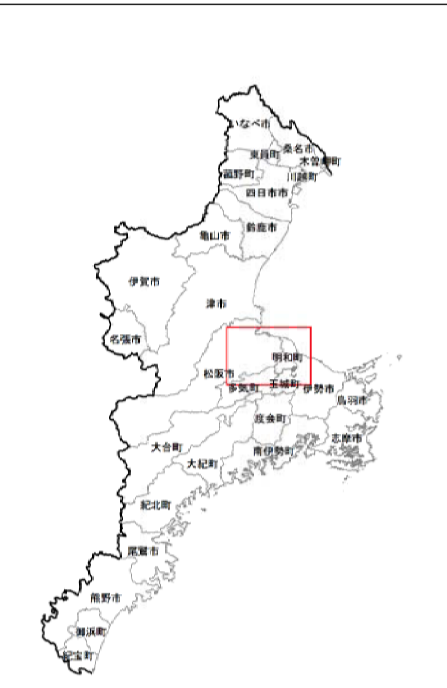 いなべ市
桑名市
東員町
木曽岬町
菰野町
川越町
四日市市
鈴鹿市
亀山市
伊賀市
津市
名張市
明和町
松阪市
多気町
玉城町
伊勢市
鳥羽市
度会町
志摩市
大台町
南伊勢町
大紀町
紀北町
尾鷲市
熊野市
御浜町
紀宝町